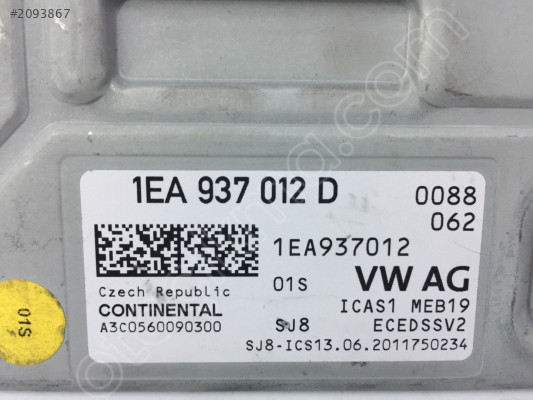 #2093867
1EA 937 012 D
0088
062
1EA937012
01S
VW AG
Czech Republic
CONTINENTAL
A3C0560090300
ICAS1 MEB19
SJ8
ECEDSSV2
SJ8-ICS13.06.2011750234
01S